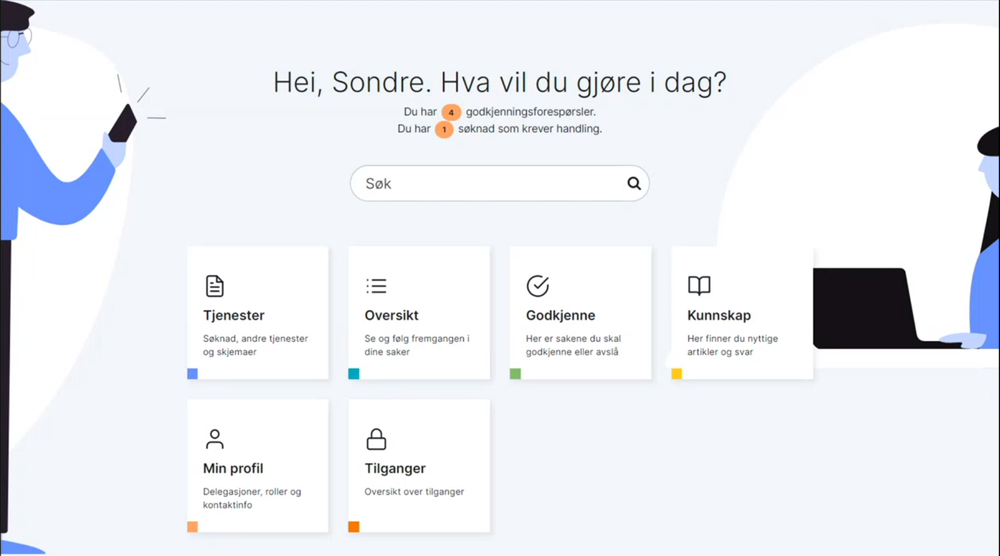 Hei, Sondre. Hva vil du gjøre i dag?
Du har 4 godkjenningsforespørsler.
Du har 1 søknad som krever handling.
Søk
Tjenester
Søknad, andre tjenester
og skjemaer
Oversikt
Se og følg fremgangen i
dine saker
Godkjenne
Her er sakene du skal
godkjenne eller avslå
Kunnskap
Her finner du nyttige
artikler og svar
Min profil
Delegasjoner, roller og
kontaktinfo
Tilganger
Oversikt over tilganger